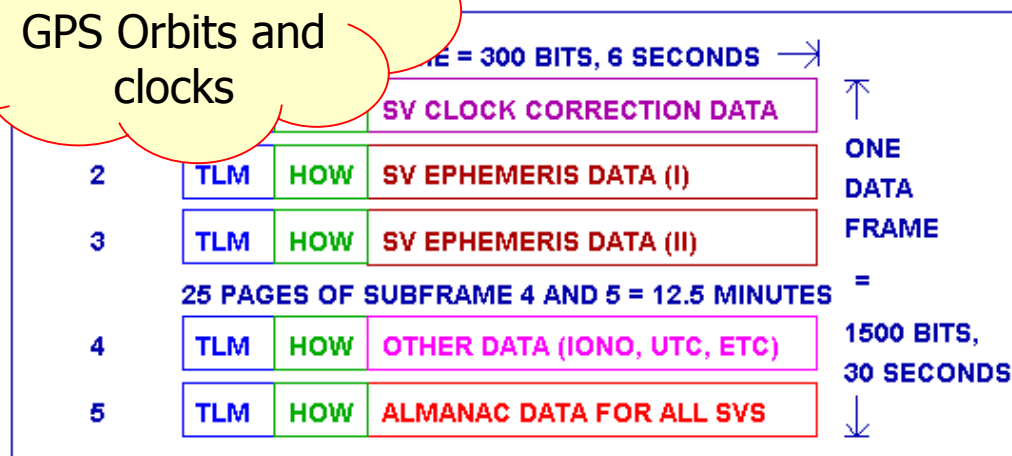 GPS Orbits and
clocks
= 300 BITS, 6 SECONDS
SV CLOCK CORRECTION DATA
2 TLM HOW SV EPHEMERIS DATA (I)
3 TLM HOW SV EPHEMERIS DATA (II)
25 PAGES OF SUBFRAME 4 AND 5 = 12.5 MINUTES
4 TLM HOW OTHER DATA (IONO, UTC, ETC)
5 TLM HOW ALMANAC DATA FOR ALL SVS
ONE
DATA
FRAME
=
1500 BITS,
30 SECONDS